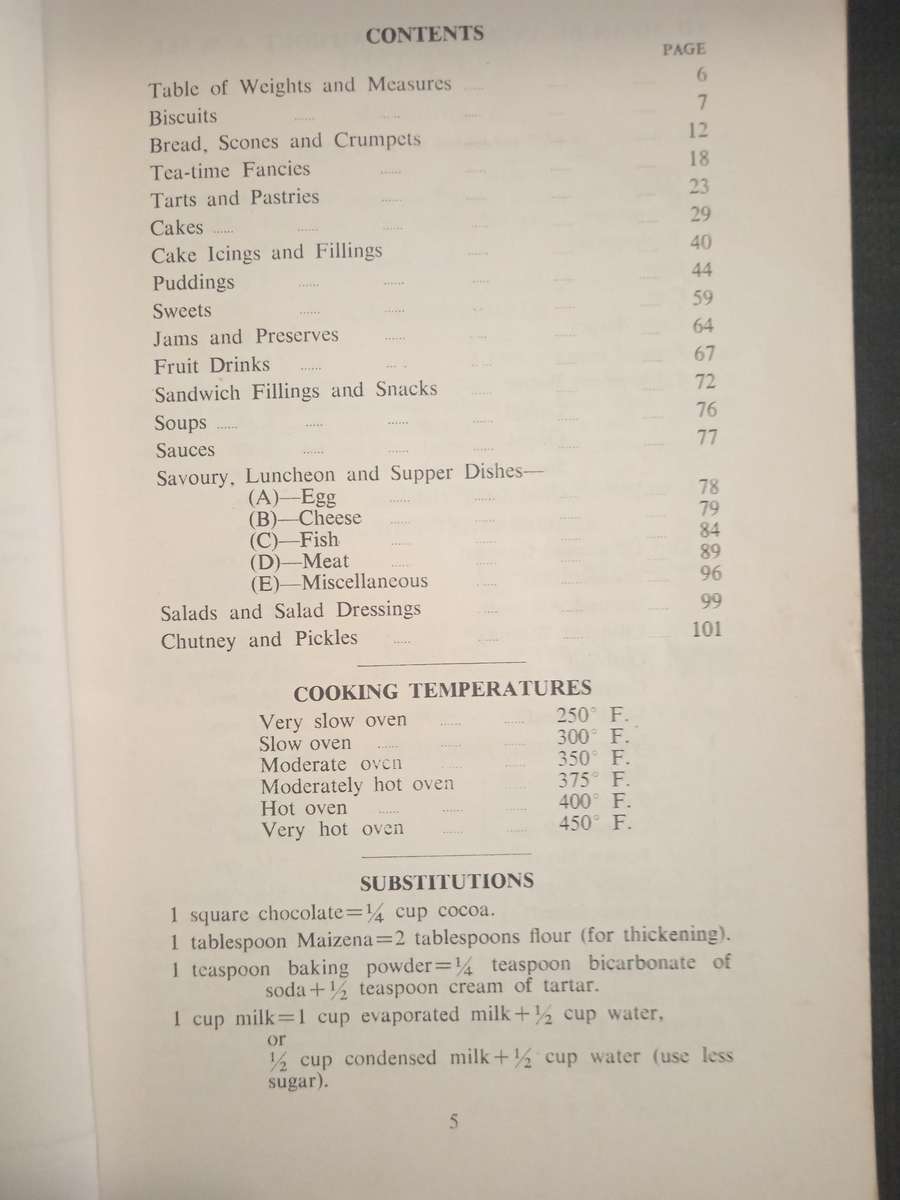 CONTENTS
PAGE
Table of Weights and Measures ...... 6
Biscuits ...... 7
Bread, Scones and Crumpets ...... 12
Tea-time Fancies ...... 18
Tarts and Pastries ...... 23
Cakes ...... 29
Cake Icings and Fillings ...... 40
Puddings ...... 44
Sweets ...... 59
Jams and Preserves ...... 64
Fruit Drinks ...... 67
Sandwich Fillings and Snacks ...... 72
Soups ...... 76
Sauces ...... 77
Savoury, Luncheon and Supper Dishes—
(A)—Egg ...... 78
(B)—Cheese ...... 79
(C)—Fish ...... 84
(D)—Meat ...... 89
(E)—Miscellaneous ...... 96
Salads and Salad Dressings ...... 99
Chutney and Pickles ...... 101
COOKING TEMPERATURES
Very slow oven ...... 250° F.
Slow oven ...... 300° F.
Moderate oven ...... 350° F.
Moderately hot oven ...... 375° F.
Hot oven ...... 400° F.
Very hot oven ...... 450° F.
SUBSTITUTIONS
1 square chocolate=¼ cup cocoa.
1 tablespoon Maizena=2 tablespoons flour (for thickening).
1 teaspoon baking powder=¼ teaspoon bicarbonate of
soda+½ teaspoon cream of tartar.
1 cup milk=1 cup evaporated milk+½ cup water,
or
½ cup condensed milk+½ cup water (use less
sugar).
5